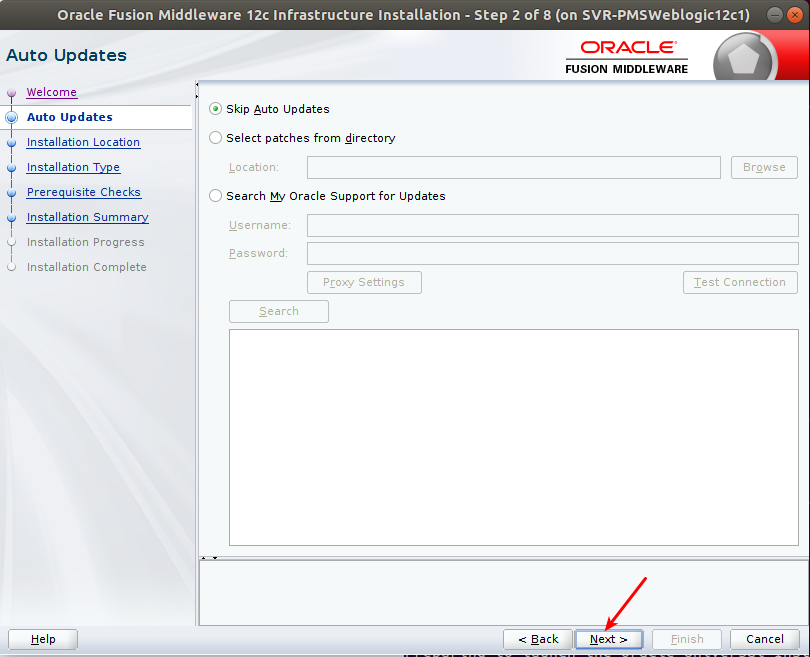 Oracle Fusion Middleware 12c Infrastructure Installation - Step 2 of 8 (on SVR-PMSWeblogic12c1)
Auto Updates
ORACLE
FUSION MIDDLEWARE
Welcome
Auto Updates
Installation Location
Installation Type
Prerequisite Checks
Installation Summary
Installation Progress
Installation Complete
Skip Auto Updates
Select patches from directory
Location:
Browse
Search My Oracle Support for Updates
Username:
Password:
Proxy Settings
Test Connection
Search
Help
< Back
Next >
Finish
Cancel